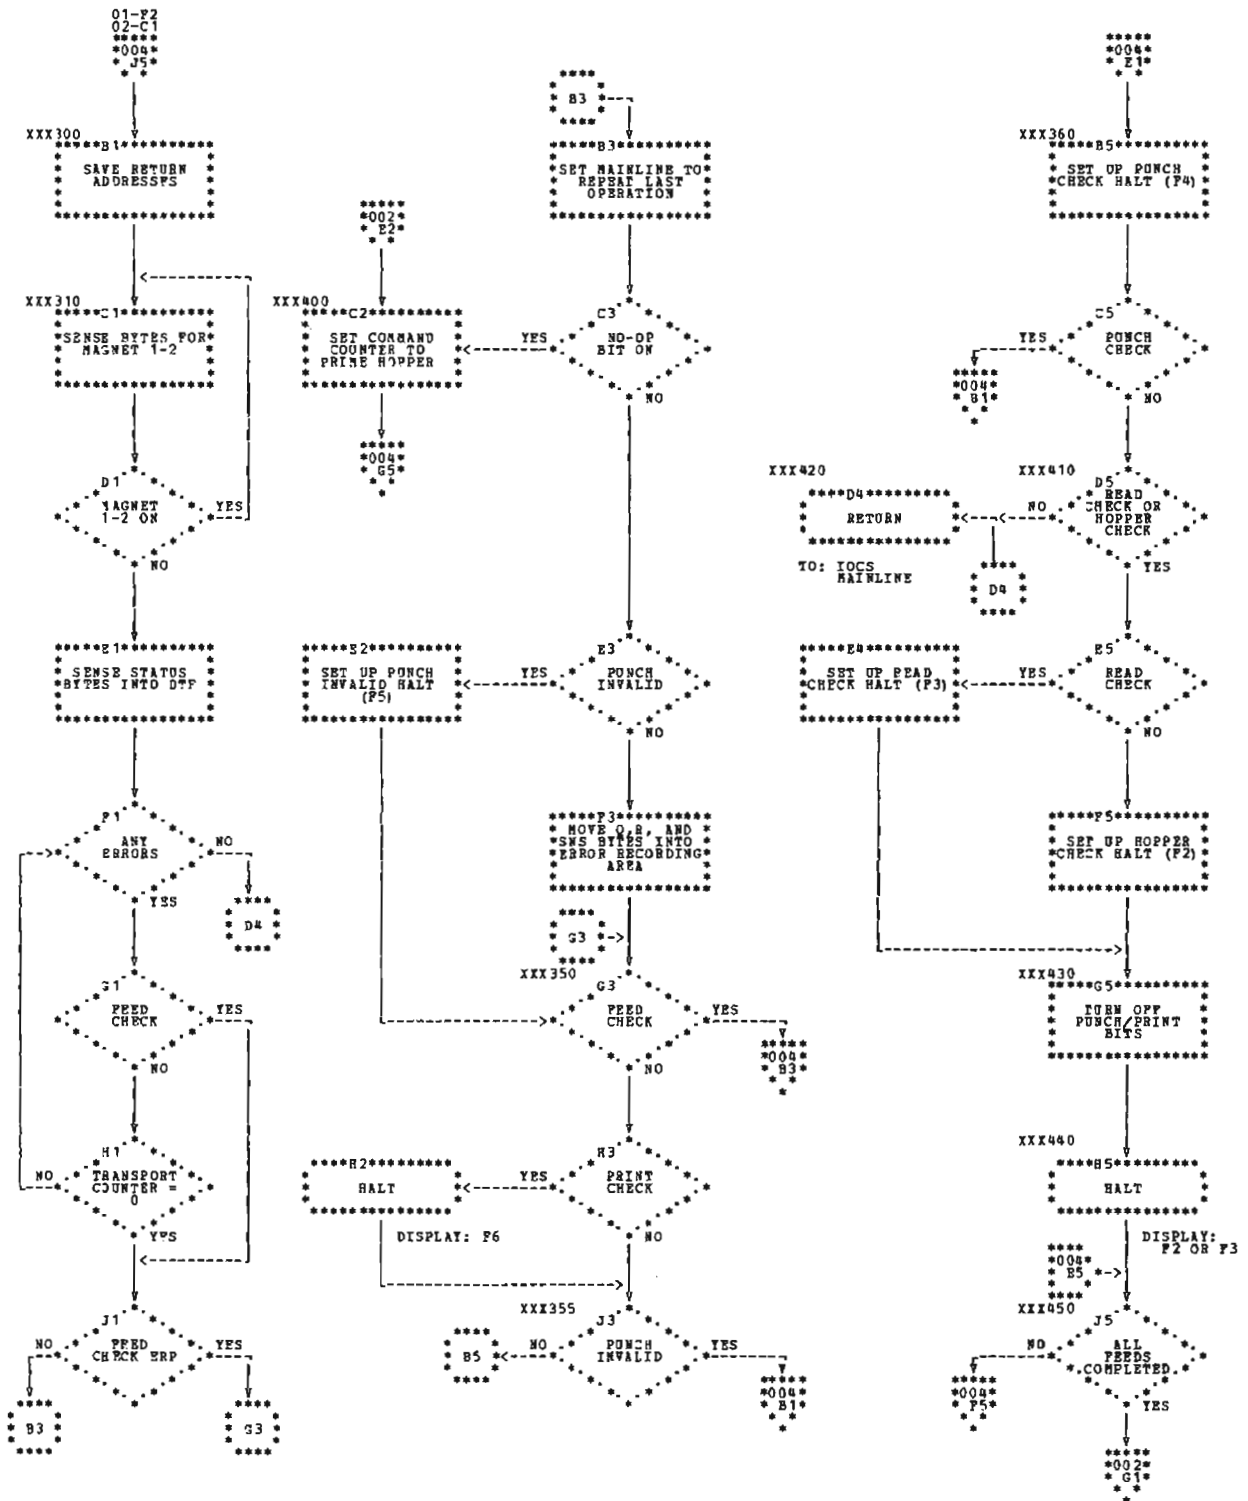 01-F2
02-C1
004
J5
XXX300
B1
SAVE RETURN
ADDRESSES
XXX310
C1
SENSE BYTES FOR
MAGNET 1-2
D1
MAGNET
1-2 ON
YES
NO
E1
SENSE STATUS
BYTES INTO DTF
F1
ANY
ERRORS
NO
YES
D4
G1
FEED
CHECK
YES
NO
H1
TRANSPORT
COUNTER =
0
NO
YES
J1
FEED
CHECK ERP
NO
YES
B3
G3
002
E2
XXX400
C2
SET COMMAND
COUNTER TO
PRIME HOPPER
004
G5
E2
SET UP PUNCH
INVALID HALT
(F5)
H2
HALT
DISPLAY: F6
B3
B3
SET MAINLINE TO
REPEAT LAST
OPERATION
C3
NO-OP
BIT ON
YES
NO
E3
PUNCH
INVALID
YES
NO
F3
MOVE Q,R, AND
SNS BYTES INTO
ERROR RECORDING
AREA
G3
XXX350
G3
FEED
CHECK
YES
NO
004
B3
H3
PRINT
CHECK
YES
NO
XXX355
J3
PUNCH
INVALID
NO
YES
B5
004
B1
004
E1
XXX360
B5
SET UP PUNCH
CHECK HALT (F4)
C5
PUNCH
CHECK
YES
NO
004
B1
XXX420
D4
RETURN
TO: IOCS
MAINLINE
D4
XXX410
D5
READ
CHECK OR
HOPPER
CHECK
NO
YES
E4
SET UP READ
CHECK HALT (F3)
E5
READ
CHECK
YES
NO
F5
SET UP HOPPER
CHECK HALT (F2)
XXX430
G5
TURN OFF
PUNCH/PRINT
BITS
XXX440
H5
HALT
DISPLAY:
F2 OR F3
004
E5
XXX450
J5
ALL
FEEDS
COMPLETED
NO
YES
004
F5
002
G1